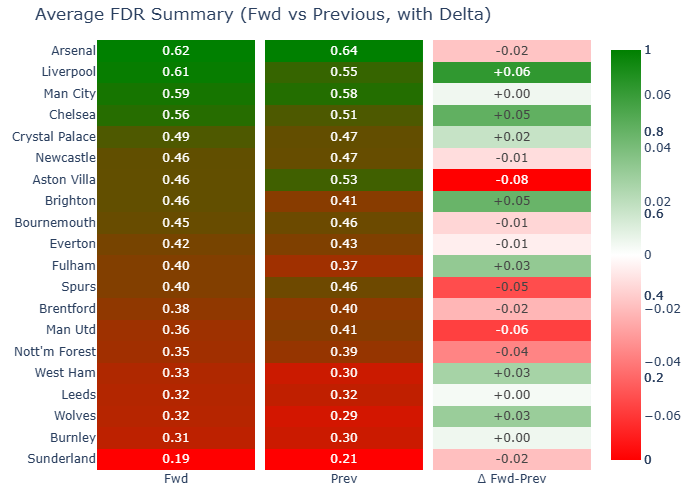 Average FDR Summary (Fwd vs Previous, with Delta)
Arsenal 0.62 0.64 -0.02
Liverpool 0.61 0.55 +0.06
Man City 0.59 0.58 +0.00
Chelsea 0.56 0.51 +0.05
Crystal Palace 0.49 0.47 +0.02
Newcastle 0.46 0.47 -0.01
Aston Villa 0.46 0.53 -0.08
Brighton 0.46 0.41 +0.05
Bournemouth 0.45 0.46 -0.01
Everton 0.42 0.43 -0.01
Fulham 0.40 0.37 +0.03
Spurs 0.40 0.46 -0.05
Brentford 0.38 0.40 -0.02
Man Utd 0.36 0.41 -0.06
Nott'm Forest 0.35 0.39 -0.04
West Ham 0.33 0.30 +0.03
Leeds 0.32 0.32 +0.00
Wolves 0.32 0.29 +0.03
Burnley 0.31 0.30 +0.00
Sunderland 0.19 0.21 -0.02
Fwd Prev Δ Fwd-Prev
1
0.06
0.8
0.04
0.02
0.6
0
0.4
−0.02
−0.04
0.2
−0.06
0